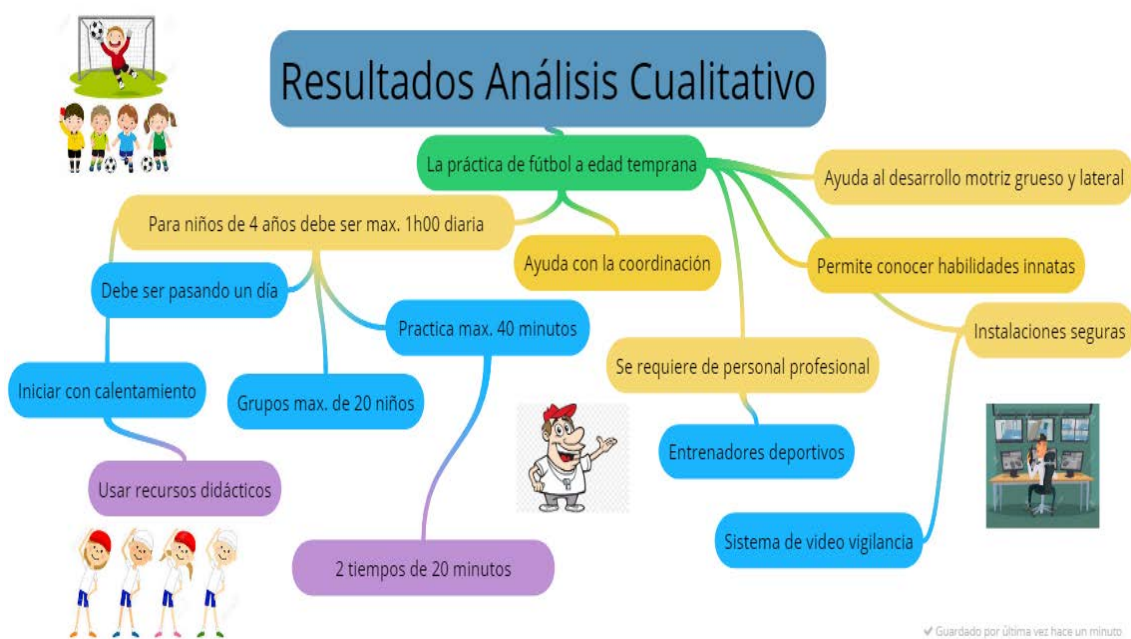 Resultados Análisis Cualitativo
La práctica de fútbol a edad temprana
Ayuda al desarrollo motriz grueso y lateral
Para niños de 4 años debe ser max. 1h00 diaria
Ayuda con la coordinación
Permite conocer habilidades innatas
Debe ser pasando un día
Practica max. 40 minutos
Instalaciones seguras
Se requiere de personal profesional
Iniciar con calentamiento
Grupos max. de 20 niños
Entrenadores deportivos
Usar recursos didácticos
Sistema de video vigilancia
2 tiempos de 20 minutos
✓ Guardado por última vez hace un minuto